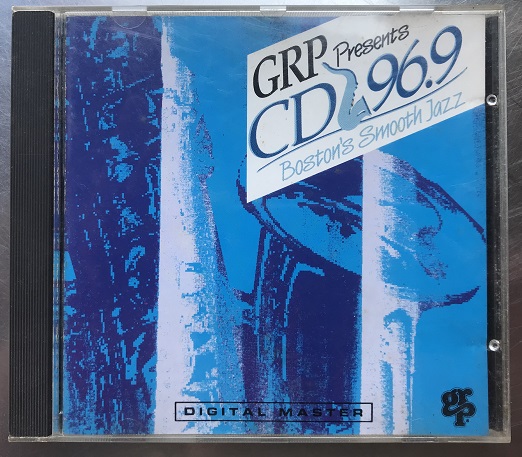 GRP Presents
CD 96.9
Boston's Smooth Jazz
DIGITAL MASTER
grp